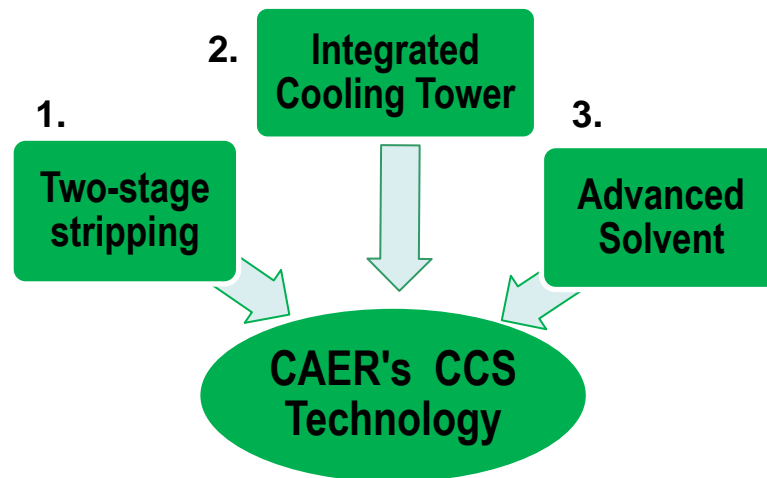 1.
Two-stage
stripping
2.
Integrated
Cooling Tower
3.
Advanced
Solvent
CAER's CCS
Technology